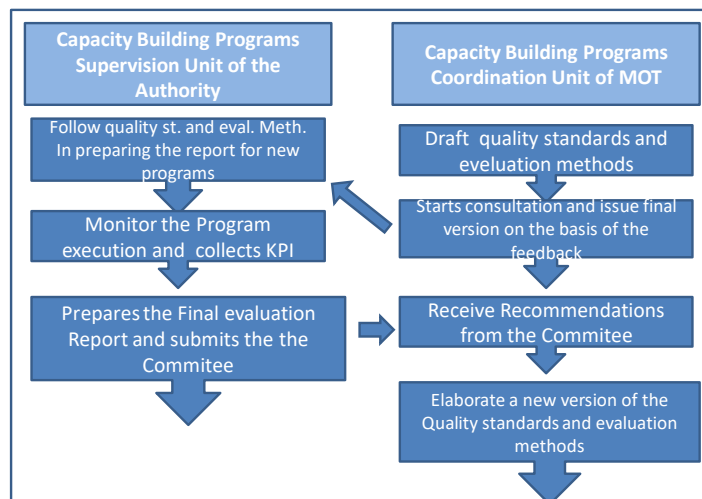 Capacity Building Programs
Supervision Unit of the
Authority
Follow quality st. and eval. Meth.
In preparing the report for new
programs
Monitor the Program
execution and  collects KPI
Prepares the Final evaluation
Report and submits the the
Commitee
Capacity Building Programs
Coordination Unit of MOT
Draft  quality standards and
eveluation methods
Starts consultation and issue final
version on the basis of the
feedback
Receive Recommendations
from the Commitee
Elaborate a new version of the
Quality standards and evaluation
methods